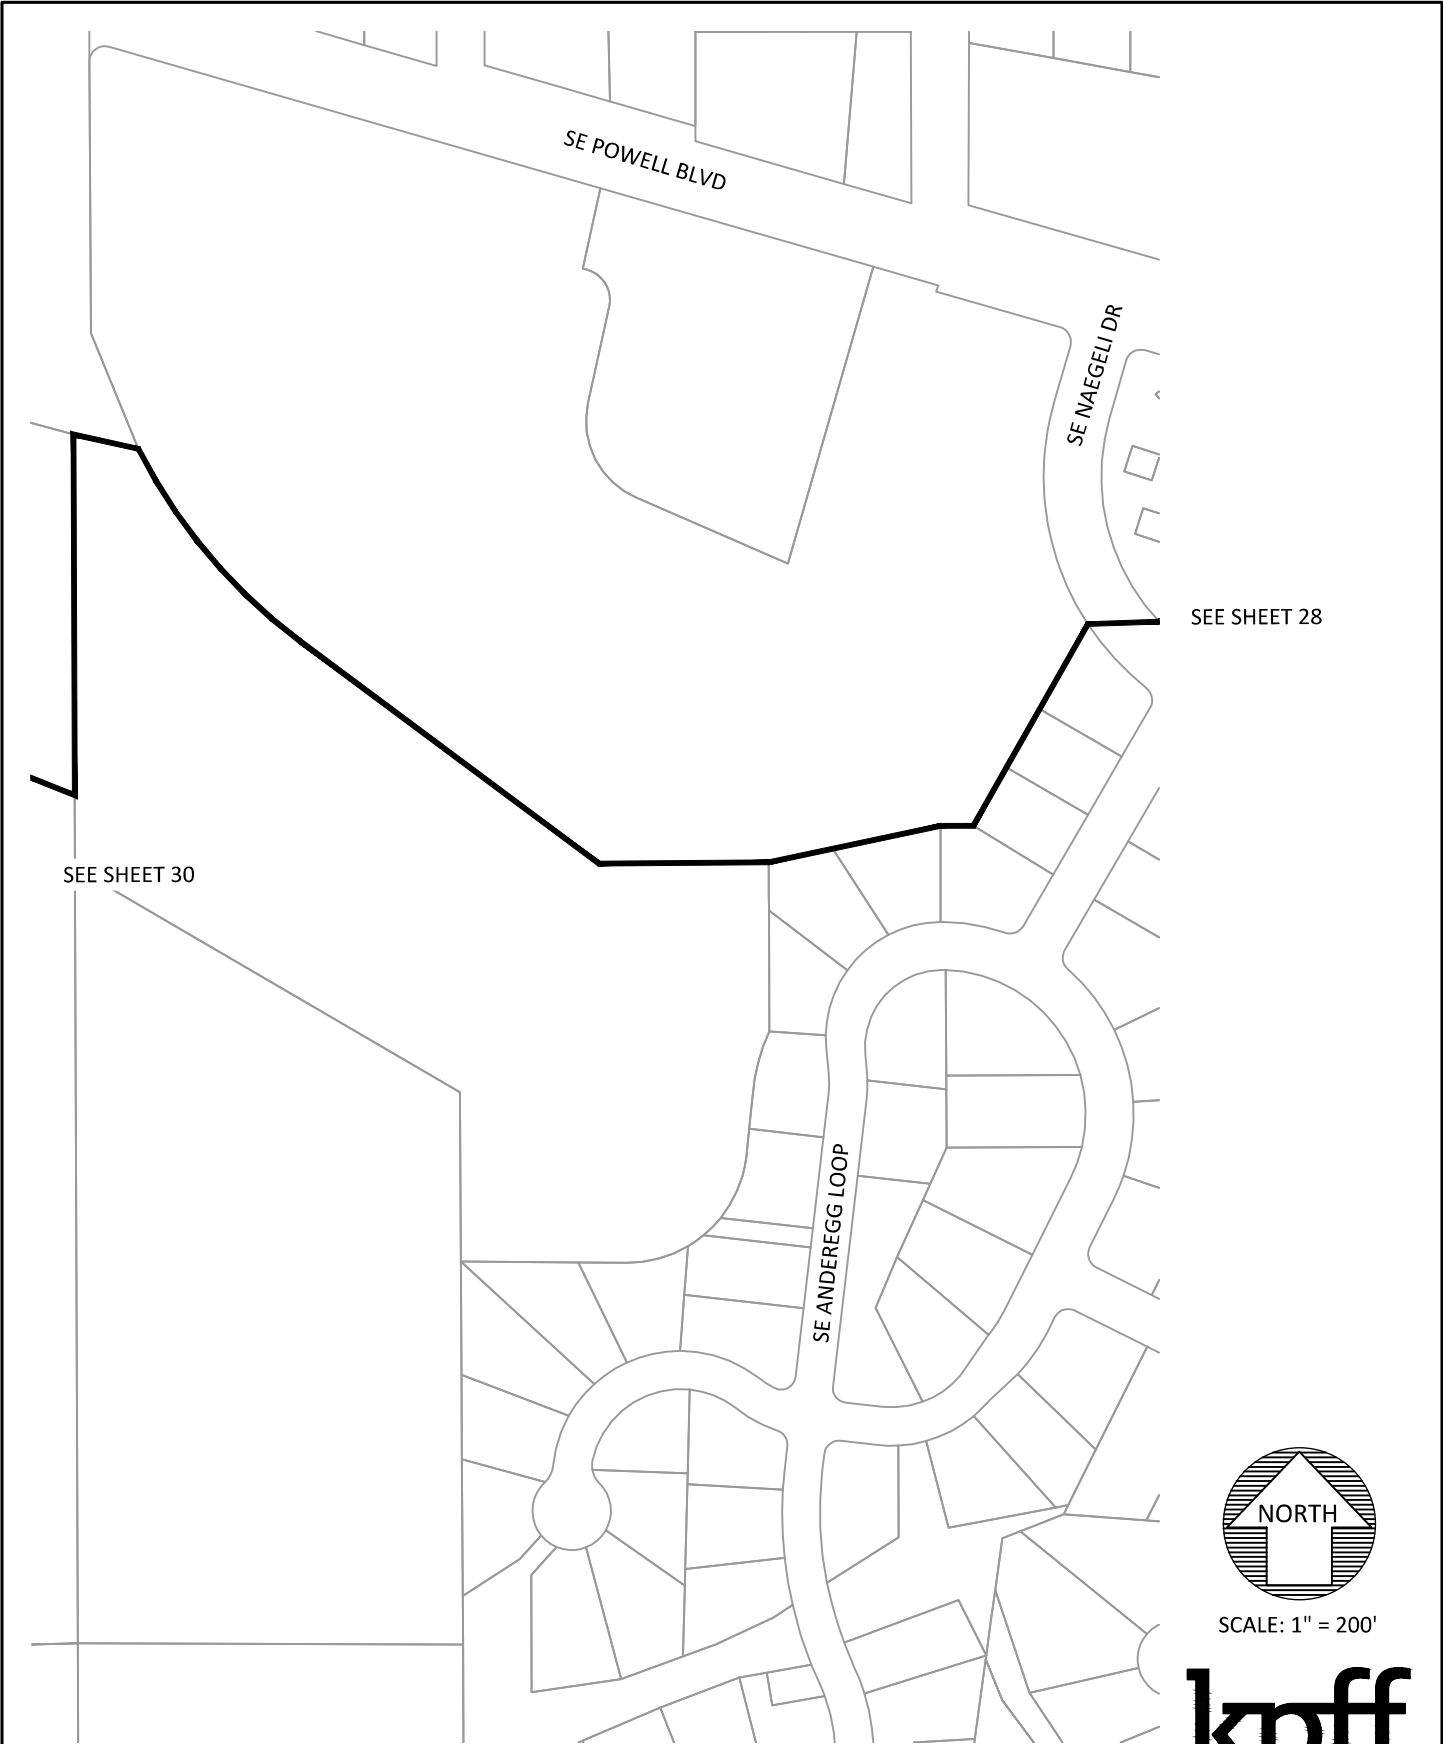 SE POWELL BLVD
SE NAEGELI DR
SEE SHEET 28
SEE SHEET 30
SE ANDEREGG LOOP
NORTH
SCALE: 1" = 200'
kpff